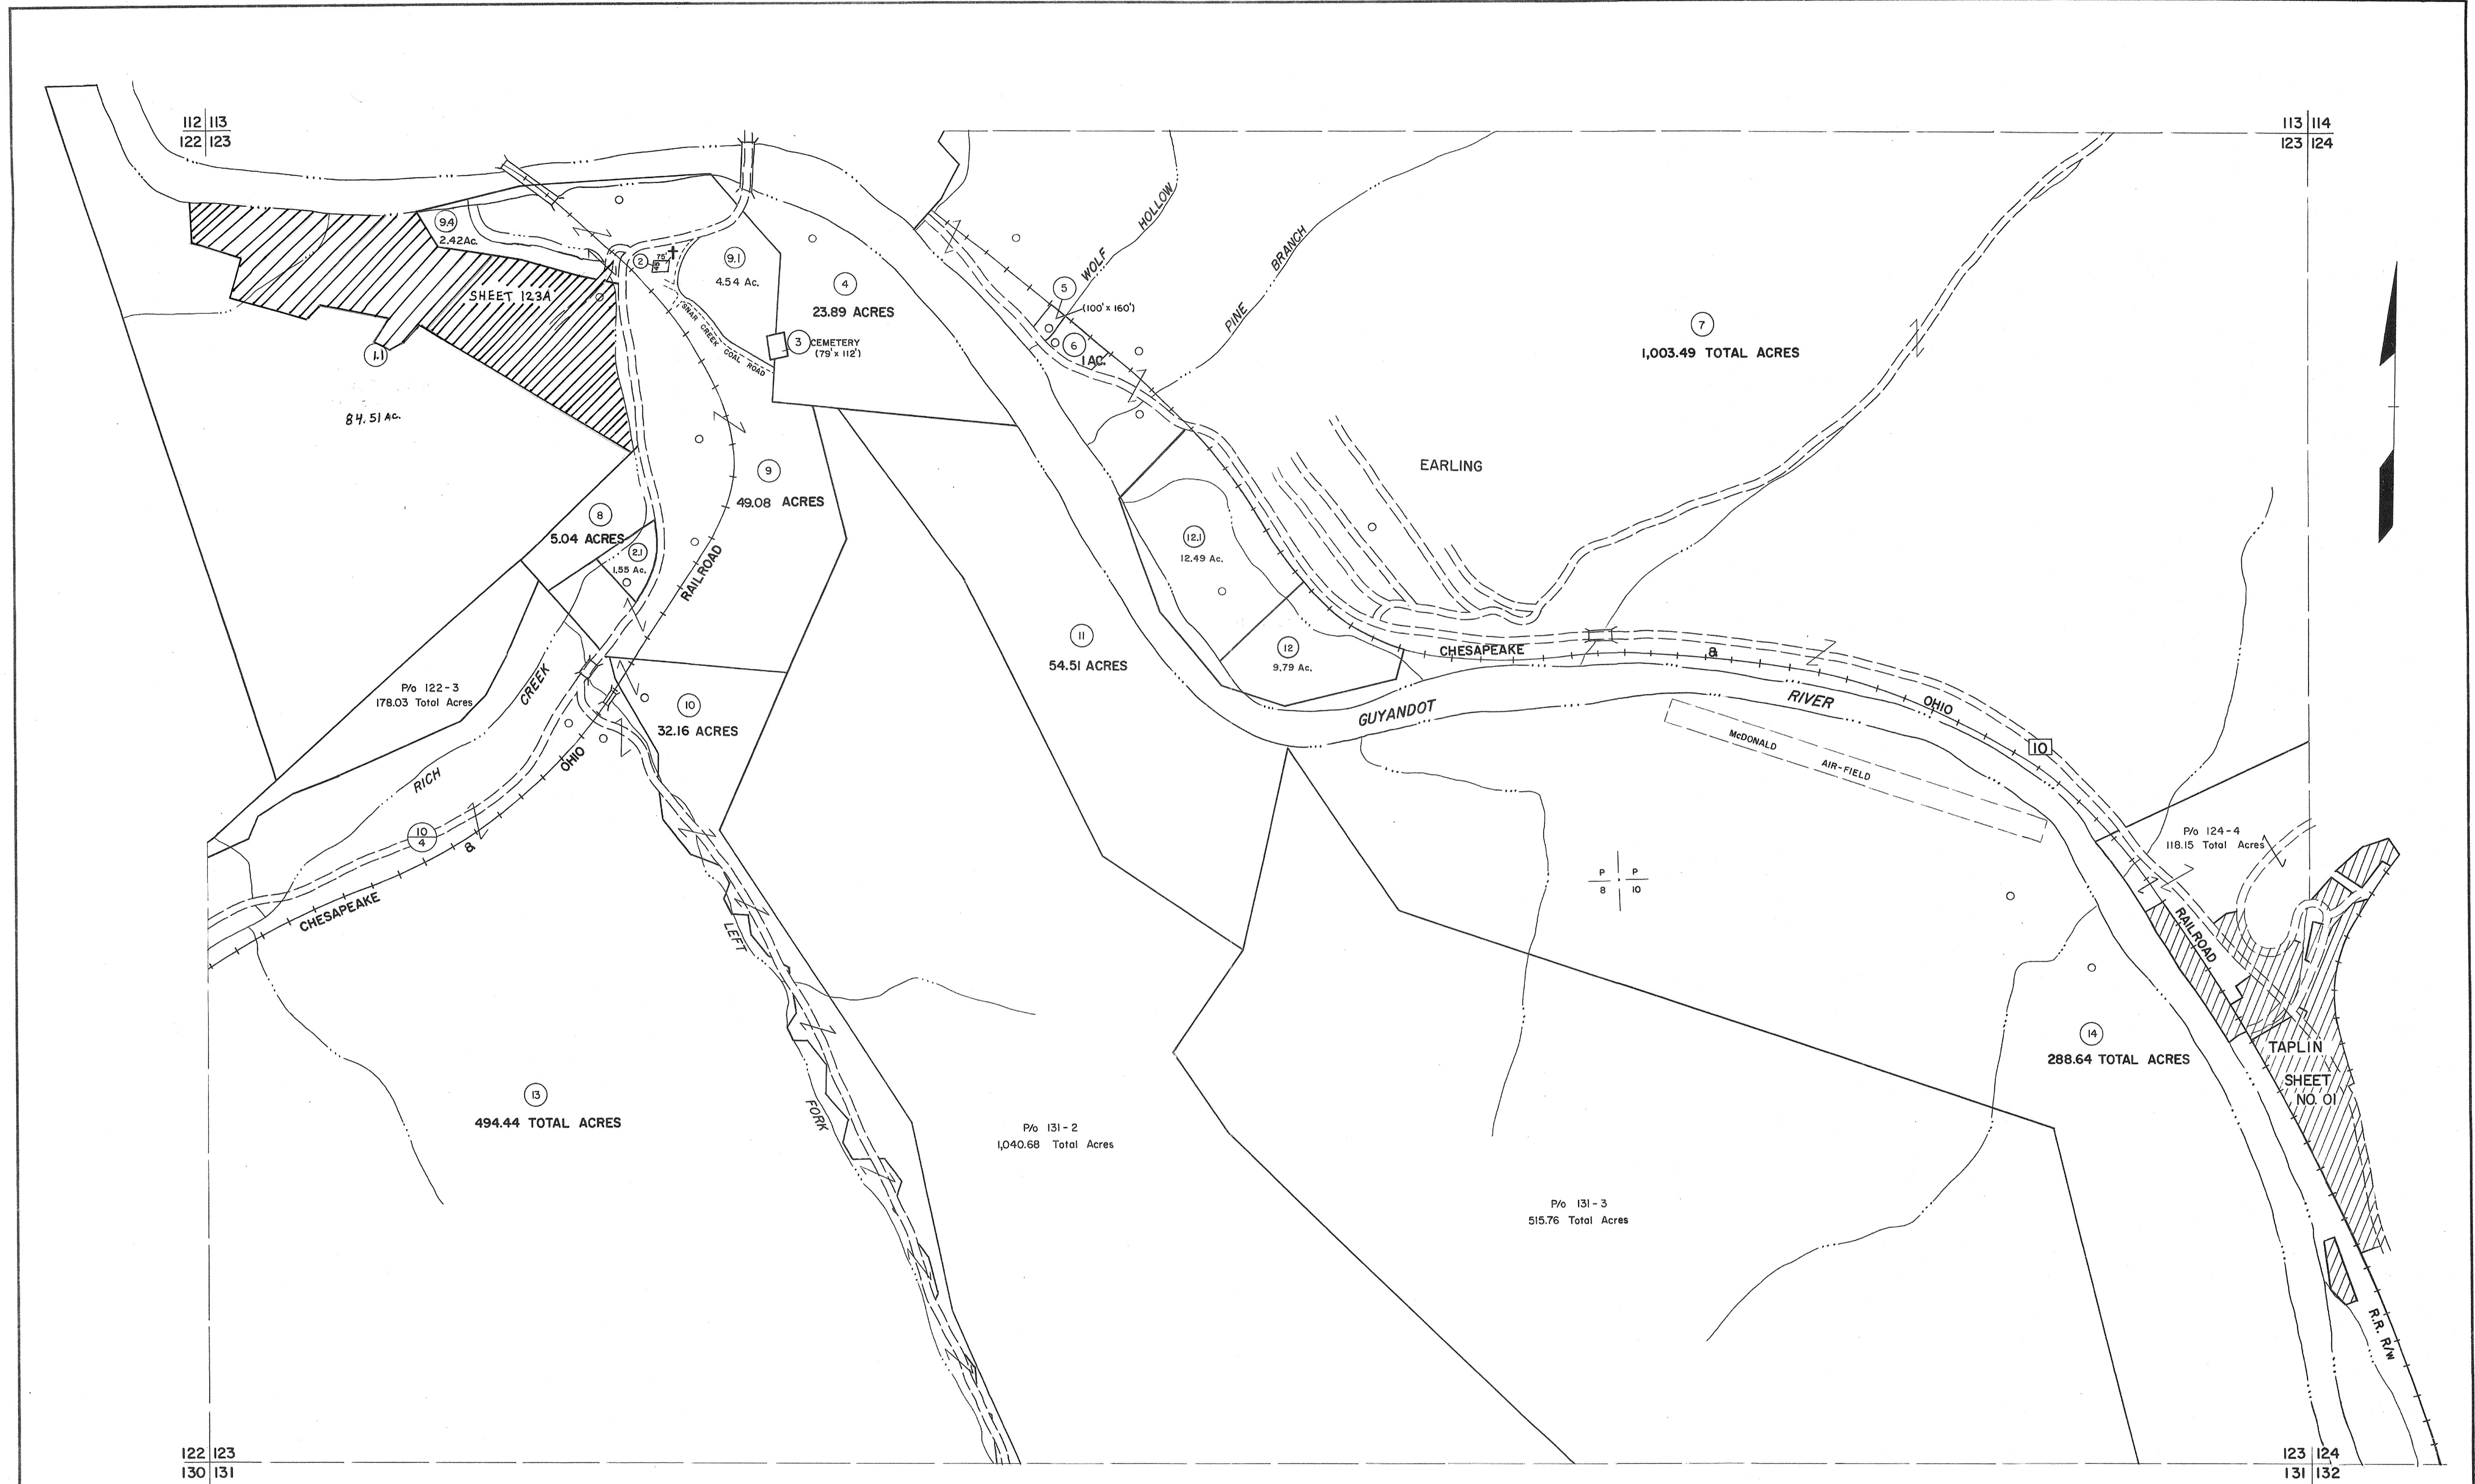 112 113
122 123
113 114
123 124
9.4
2.42Ac.
2
75'
9.1
4.54 Ac.
4
23.89 ACRES
SHEET 123A
1.1
84.51 Ac.
3
CEMETERY
(79' x 112')
SNAR CREEK COAL ROAD
WOLF HOLLOW
PINE BRANCH
5
(100' x 160')
6
1 AC.
7
1,003.49 TOTAL ACRES
EARLING
9
49.08 ACRES
8
5.04 ACRES
2.1
1.55 Ac.
RAILROAD
12.1
12.49 Ac.
12
9.79 Ac.
11
54.51 ACRES
CHESAPEAKE & OHIO
GUYANDOT RIVER
10
McDONALD AIR-FIELD
P/o 122-3
178.03 Total Acres
CREEK
RICH
10
32.16 ACRES
OHIO
&
CHESAPEAKE
10
4
P/o 124-4
118.15 Total Acres
P P
8 10
RAILROAD
LEFT
FORK
14
288.64 TOTAL ACRES
TAPLIN
SHEET
NO. 01
13
494.44 TOTAL ACRES
P/o 131-2
1,040.68 Total Acres
P/o 131-3
515.76 Total Acres
R.R. R/w
122 123
130 131
123 124
131 132